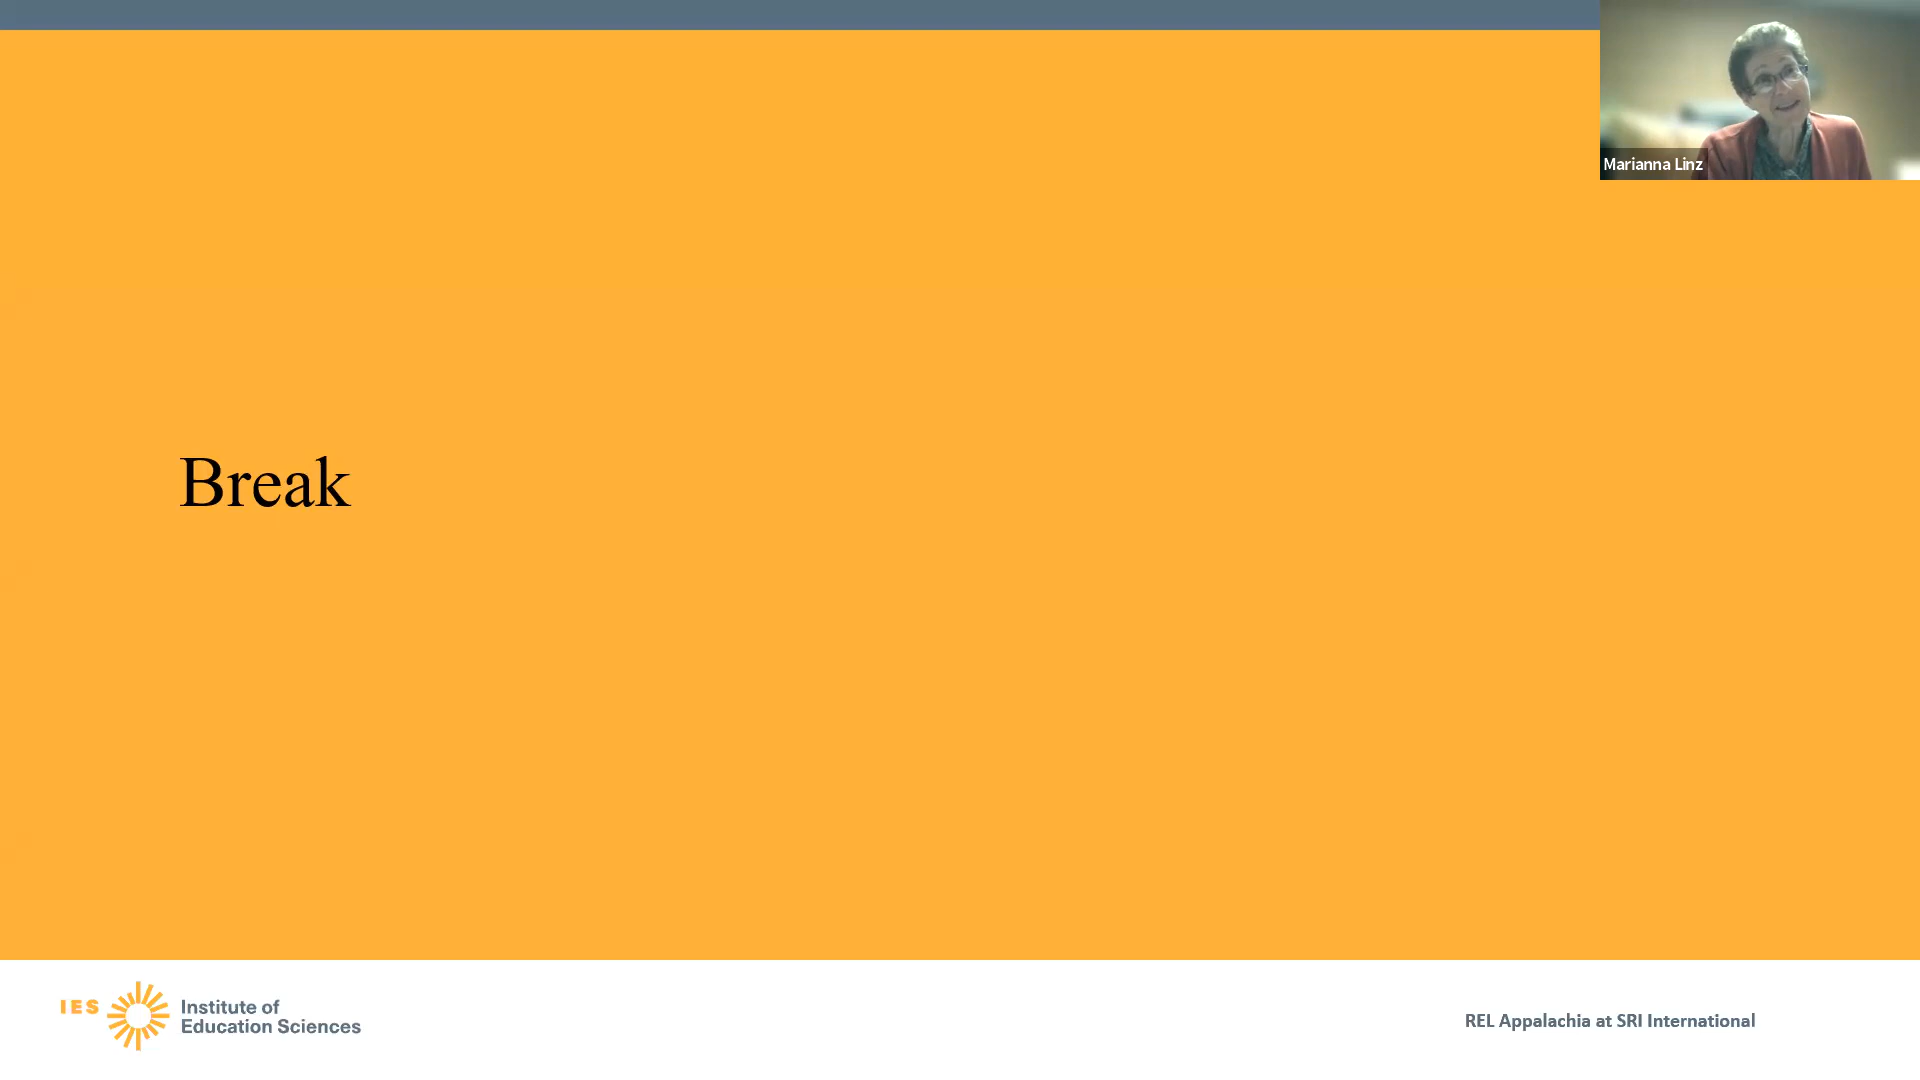 Marianna Linz
Break
IES
Institute of
Education Sciences
REL Appalachia at SRI International